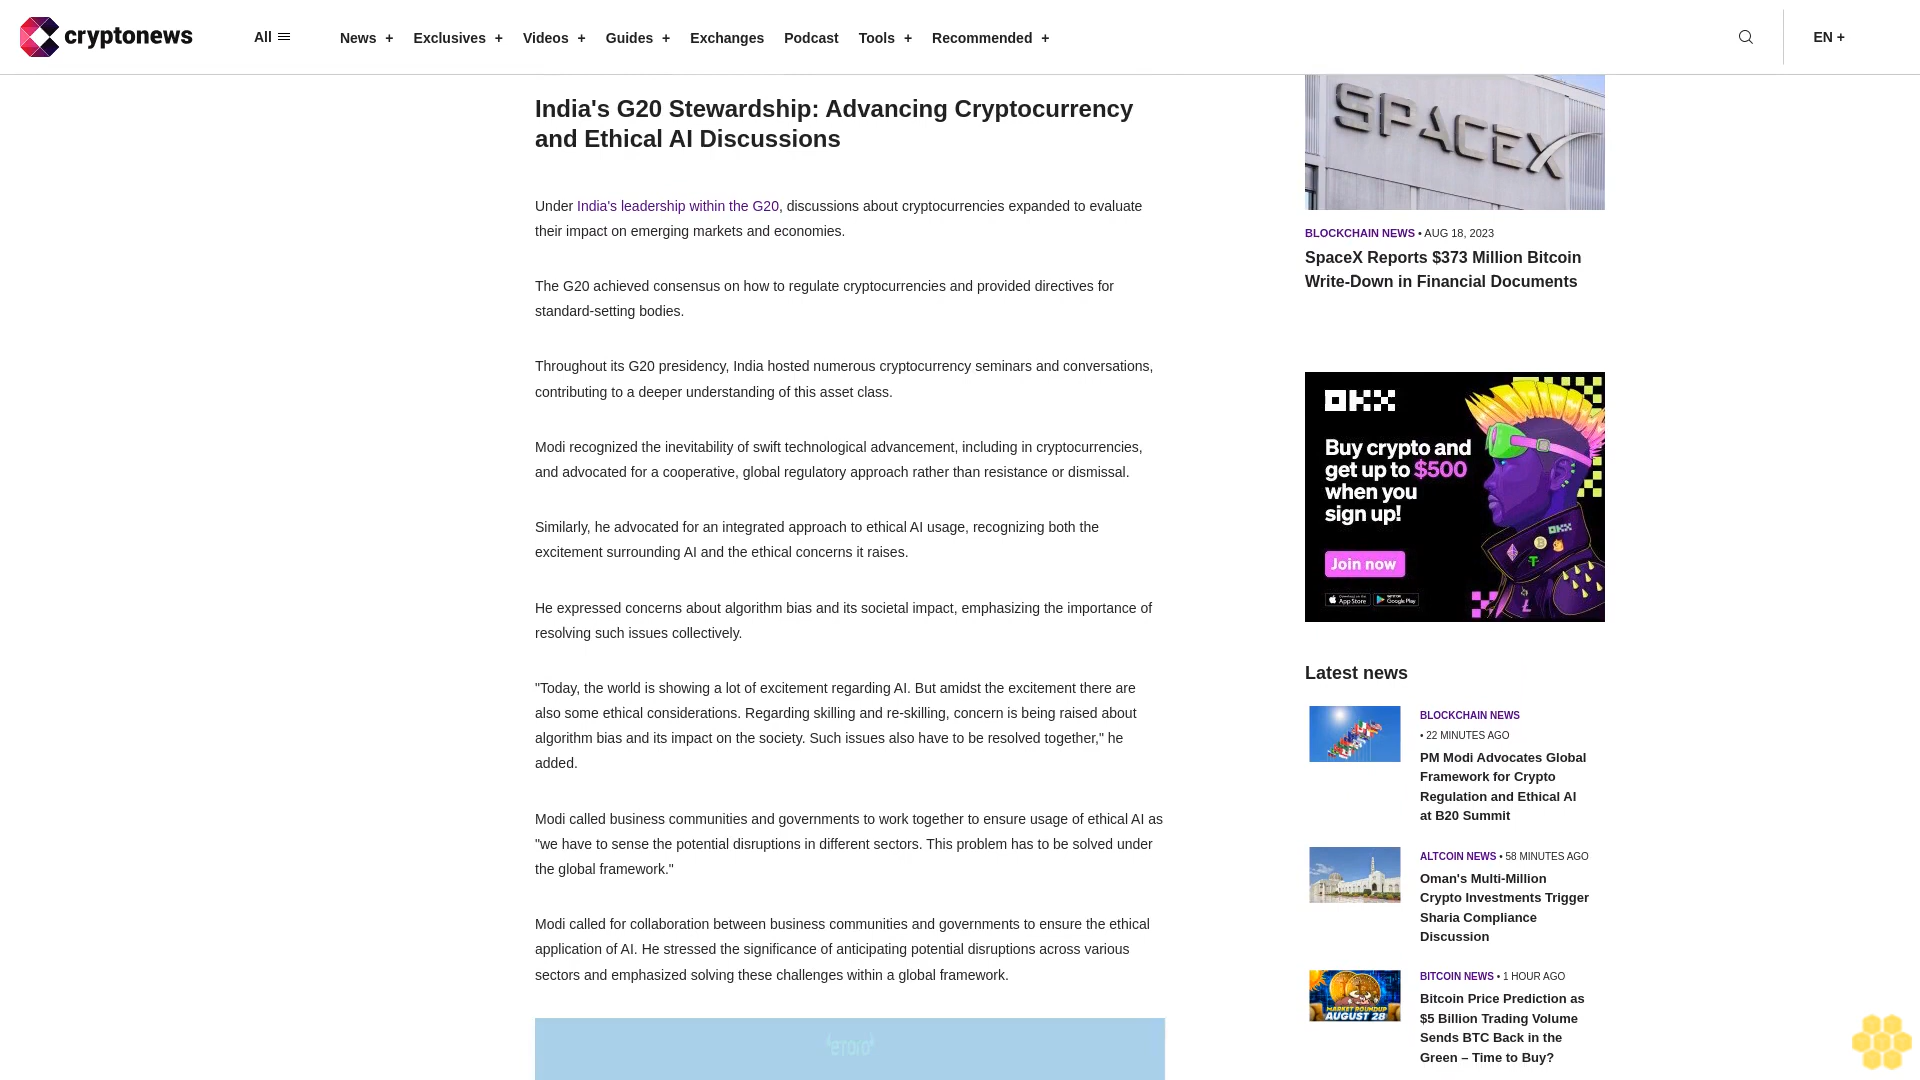 cryptonews
All
News +
Exclusives +
Videos +
Guides +
Exchanges
Podcast
Tools +
Recommended +
EN +
India's G20 Stewardship: Advancing Cryptocurrency
and Ethical AI Discussions
Under India's leadership within the G20, discussions about cryptocurrencies expanded to evaluate
their impact on emerging markets and economies.
The G20 achieved consensus on how to regulate cryptocurrencies and provided directives for
standard-setting bodies.
Throughout its G20 presidency, India hosted numerous cryptocurrency seminars and conversations,
contributing to a deeper understanding of this asset class.
Modi recognized the inevitability of swift technological advancement, including in cryptocurrencies,
and advocated for a cooperative, global regulatory approach rather than resistance or dismissal.
Similarly, he advocated for an integrated approach to ethical AI usage, recognizing both the
excitement surrounding AI and the ethical concerns it raises.
He expressed concerns about algorithm bias and its societal impact, emphasizing the importance of
resolving such issues collectively.
"Today, the world is showing a lot of excitement regarding AI. But amidst the excitement there are
also some ethical considerations. Regarding skilling and re-skilling, concern is being raised about
algorithm bias and its impact on the society. Such issues also have to be resolved together," he
added.
Modi called business communities and governments to work together to ensure usage of ethical AI as
"we have to sense the potential disruptions in different sectors. This problem has to be solved under
the global framework."
Modi called for collaboration between business communities and governments to ensure the ethical
application of AI. He stressed the significance of anticipating potential disruptions across various
sectors and emphasized solving these challenges within a global framework.
eToro
SPACEX
BLOCKCHAIN NEWS • AUG 18, 2023
SpaceX Reports $373 Million Bitcoin
Write-Down in Financial Documents
OKX
Buy crypto and
get up to $500
when you
sign up!
Join now
App Store
Google Play
OKX
Latest news
BLOCKCHAIN NEWS
• 22 MINUTES AGO
PM Modi Advocates Global
Framework for Crypto
Regulation and Ethical AI
at B20 Summit
ALTCOIN NEWS • 58 MINUTES AGO
Oman's Multi-Million
Crypto Investments Trigger
Sharia Compliance
Discussion
MARKET ROUNDUP
AUGUST 28
BITCOIN NEWS • 1 HOUR AGO
Bitcoin Price Prediction as
$5 Billion Trading Volume
Sends BTC Back in the
Green – Time to Buy?